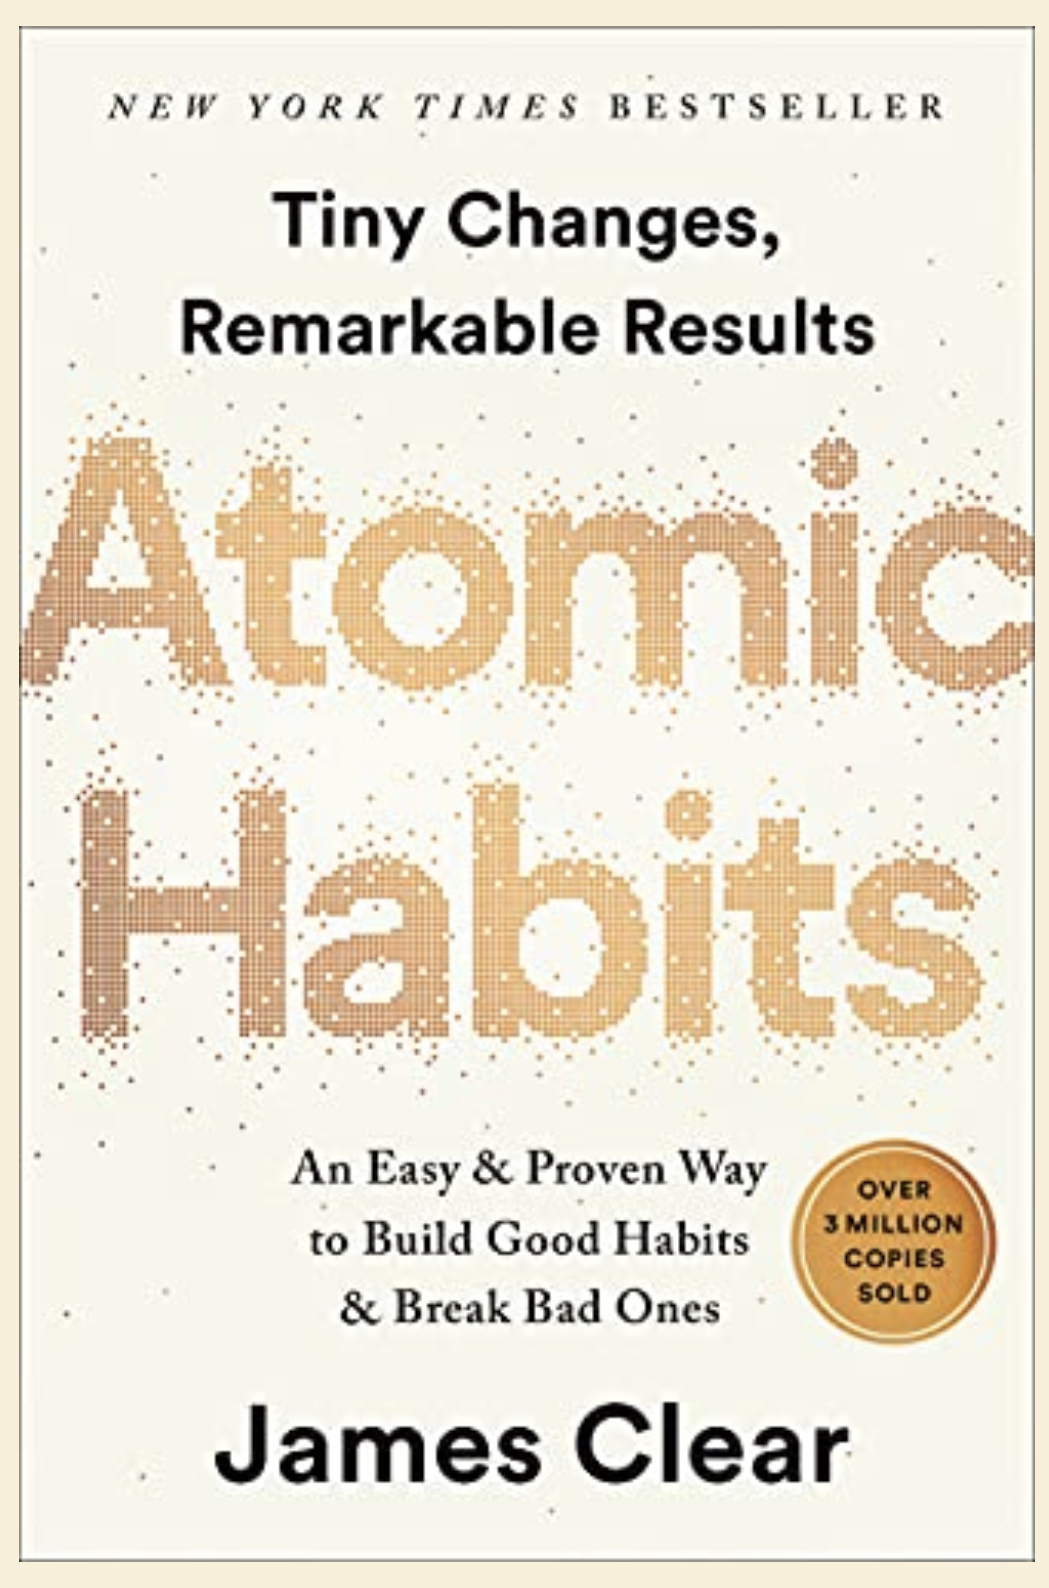 NEW YORK TIMES BESTSELLER
Tiny Changes,
Remarkable Results
Atomic
Habits
An Easy & Proven Way
to Build Good Habits
& Break Bad Ones
OVER
3 MILLION
COPIES
SOLD
James Clear